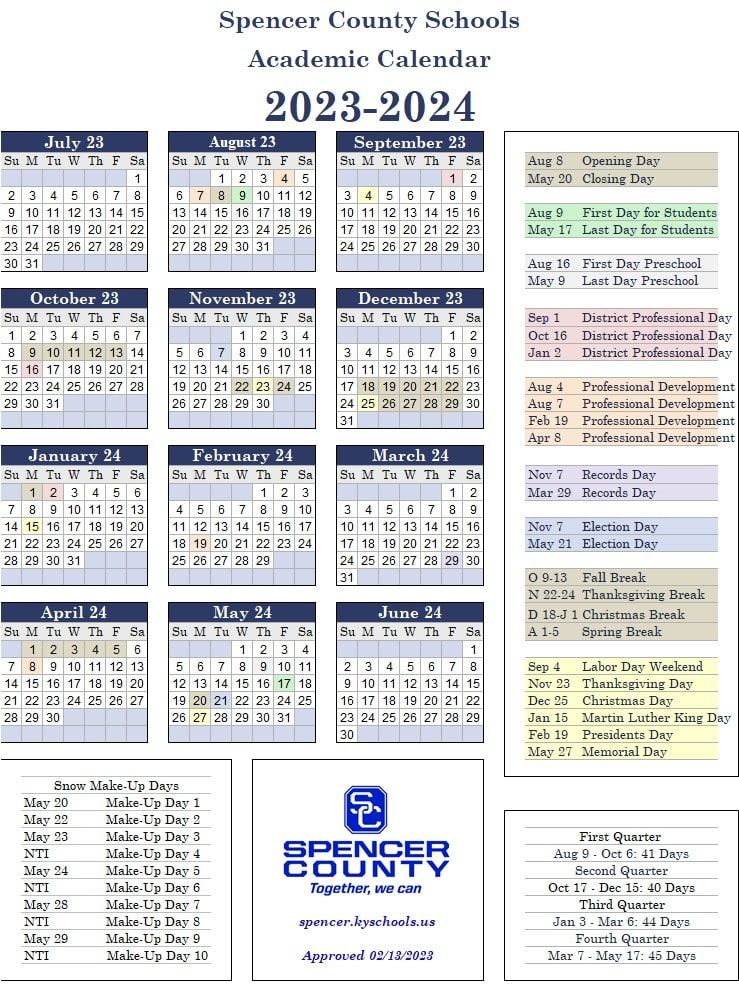 Spencer County Schools
Academic Calendar
2023-2024
July 23
Su M Tu W Th F Sa
1
2 3 4 5 6 7 8
9 10 11 12 13 14 15
16 17 18 19 20 21 22
23 24 25 26 27 28 29
30 31
August 23
Su M Tu W Th F Sa
1 2 3 4 5
6 7 8 9 10 11 12
13 14 15 16 17 18 19
20 21 22 23 24 25 26
27 28 29 30 31
September 23
Su M Tu W Th F Sa
1 2
3 4 5 6 7 8 9
10 11 12 13 14 15 16
17 18 19 20 21 22 23
24 25 26 27 28 29 30
October 23
Su M Tu W Th F Sa
1 2 3 4 5 6 7
8 9 10 11 12 13 14
15 16 17 18 19 20 21
22 23 24 25 26 27 28
29 30 31
November 23
Su M Tu W Th F Sa
1 2 3 4
5 6 7 8 9 10 11
12 13 14 15 16 17 18
19 20 21 22 23 24 25
26 27 28 29 30
December 23
Su M Tu W Th F Sa
1 2
3 4 5 6 7 8 9
10 11 12 13 14 15 16
17 18 19 20 21 22 23
24 25 26 27 28 29 30
31
January 24
Su M Tu W Th F Sa
1 2 3 4 5 6
7 8 9 10 11 12 13
14 15 16 17 18 19 20
21 22 23 24 25 26 27
28 29 30 31
February 24
Su M Tu W Th F Sa
1 2 3
4 5 6 7 8 9 10
11 12 13 14 15 16 17
18 19 20 21 22 23 24
25 26 27 28 29
March 24
Su M Tu W Th F Sa
1 2
3 4 5 6 7 8 9
10 11 12 13 14 15 16
17 18 19 20 21 22 23
24 25 26 27 28 29 30
31
April 24
Su M Tu W Th F Sa
1 2 3 4 5 6
7 8 9 10 11 12 13
14 15 16 17 18 19 20
21 22 23 24 25 26 27
28 29 30
May 24
Su M Tu W Th F Sa
1 2 3 4
5 6 7 8 9 10 11
12 13 14 15 16 17 18
19 20 21 22 23 24 25
26 27 28 29 30 31
June 24
Su M Tu W Th F Sa
1
2 3 4 5 6 7 8
9 10 11 12 13 14 15
16 17 18 19 20 21 22
23 24 25 26 27 28 29
30
Aug 8 Opening Day
May 20 Closing Day
Aug 9 First Day for Students
May 17 Last Day for Students
Aug 16 First Day Preschool
May 9 Last Day Preschool
Sep 1 District Professional Day
Oct 16 District Professional Day
Jan 2 District Professional Day
Aug 4 Professional Development
Aug 7 Professional Development
Feb 19 Professional Development
Apr 8 Professional Development
Nov 7 Records Day
Mar 29 Records Day
Nov 7 Election Day
May 21 Election Day
O 9-13 Fall Break
N 22-24 Thanksgiving Break
D 18-J 1 Christmas Break
A 1-5 Spring Break
Sep 4 Labor Day Weekend
Nov 23 Thanksgiving Day
Dec 25 Christmas Day
Jan 15 Martin Luther King Day
Feb 19 Presidents Day
May 27 Memorial Day
Snow Make-Up Days
May 20 Make-Up Day 1
May 22 Make-Up Day 2
May 23 Make-Up Day 3
NTI Make-Up Day 4
May 24 Make-Up Day 5
NTI Make-Up Day 6
May 28 Make-Up Day 7
NTI Make-Up Day 8
May 29 Make-Up Day 9
NTI Make-Up Day 10
SC
SPENCER
COUNTY
Together, we can
spencer.kyschools.us
Approved 02/13/2023
First Quarter
Aug 9 - Oct 6: 41 Days
Second Quarter
Oct 17 - Dec 15: 40 Days
Third Quarter
Jan 3 - Mar 6: 44 Days
Fourth Quarter
Mar 7 - May 17: 45 Days